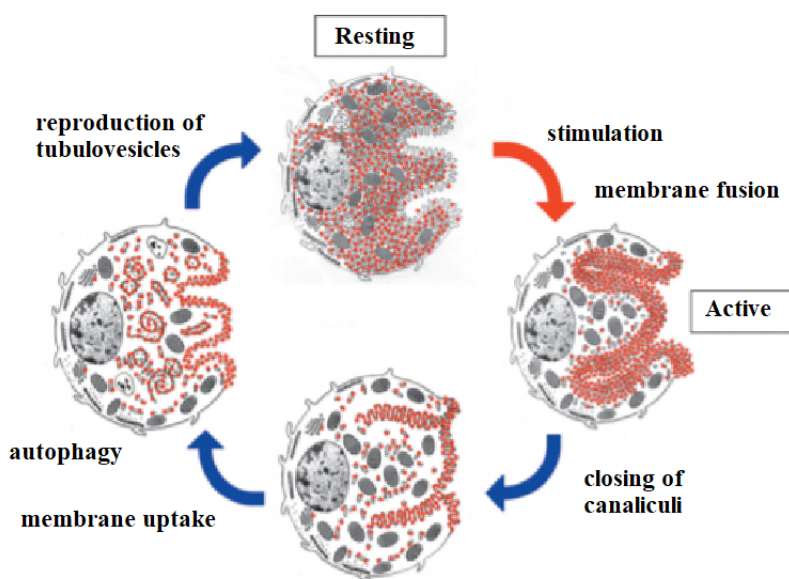 Resting
reproduction of
tubulovesicles
stimulation
membrane fusion
Active
autophagy
closing of
canaliculi
membrane uptake